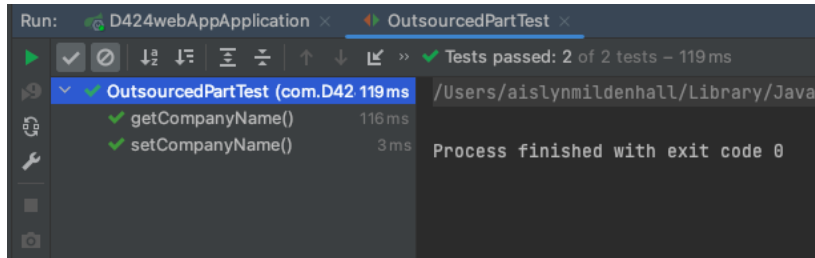 Run: D424webAppApplication × OutsourcedPartTest ×
» Tests passed: 2 of 2 tests – 119 ms
OutsourcedPartTest (com.D42 119 ms
getCompanyName() 116 ms
setCompanyName() 3 ms
/Users/aislynmildenhall/Library/Java
Process finished with exit code 0